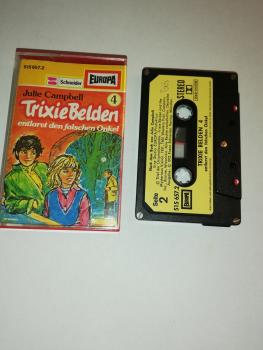 515 657.2
Schneider
EUROPA
Julie Campbell
4
Trixie Belden
entlarvt den falschen Onkel
STEREO
Seite
2
515 657.2
EUROPA
TRIXIE BELDEN 4
entlarvt den falschen Onkel